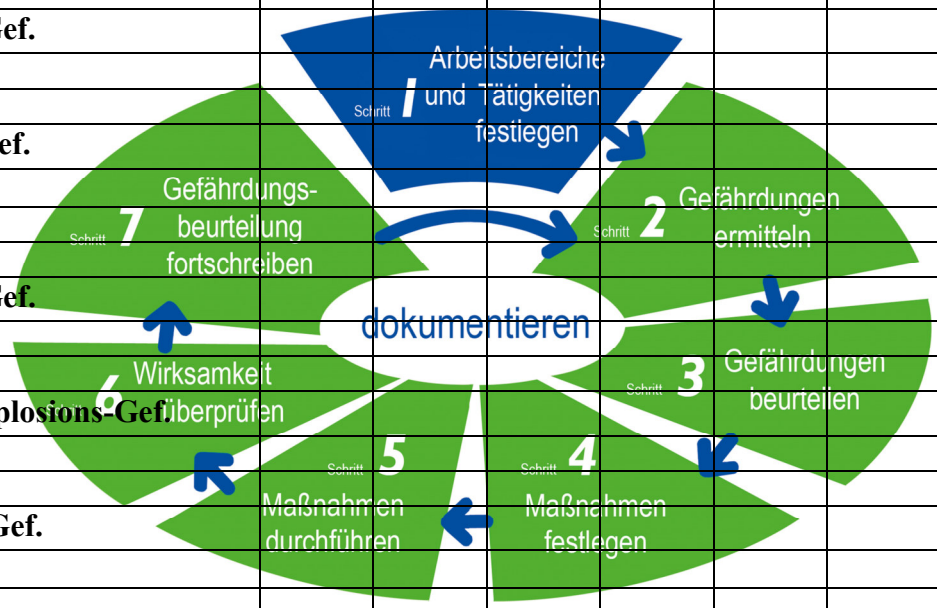 Gef.
Gef.
Gef.
plosions-Gef.
Gef.
Schritt 1
Arbeitsbereiche
und Tätigkeiten
festlegen
Schritt 2
Gefährdungen
ermitteln
Schritt 3
Gefährdungen
beurteilen
Schritt 4
Maßnahmen
festlegen
Schritt 5
Maßnahmen
durchführen
Schritt 6
Wirksamkeit
überprüfen
Schritt 7
Gefährdungs-
beurteilung
fortschreiben
dokumentieren